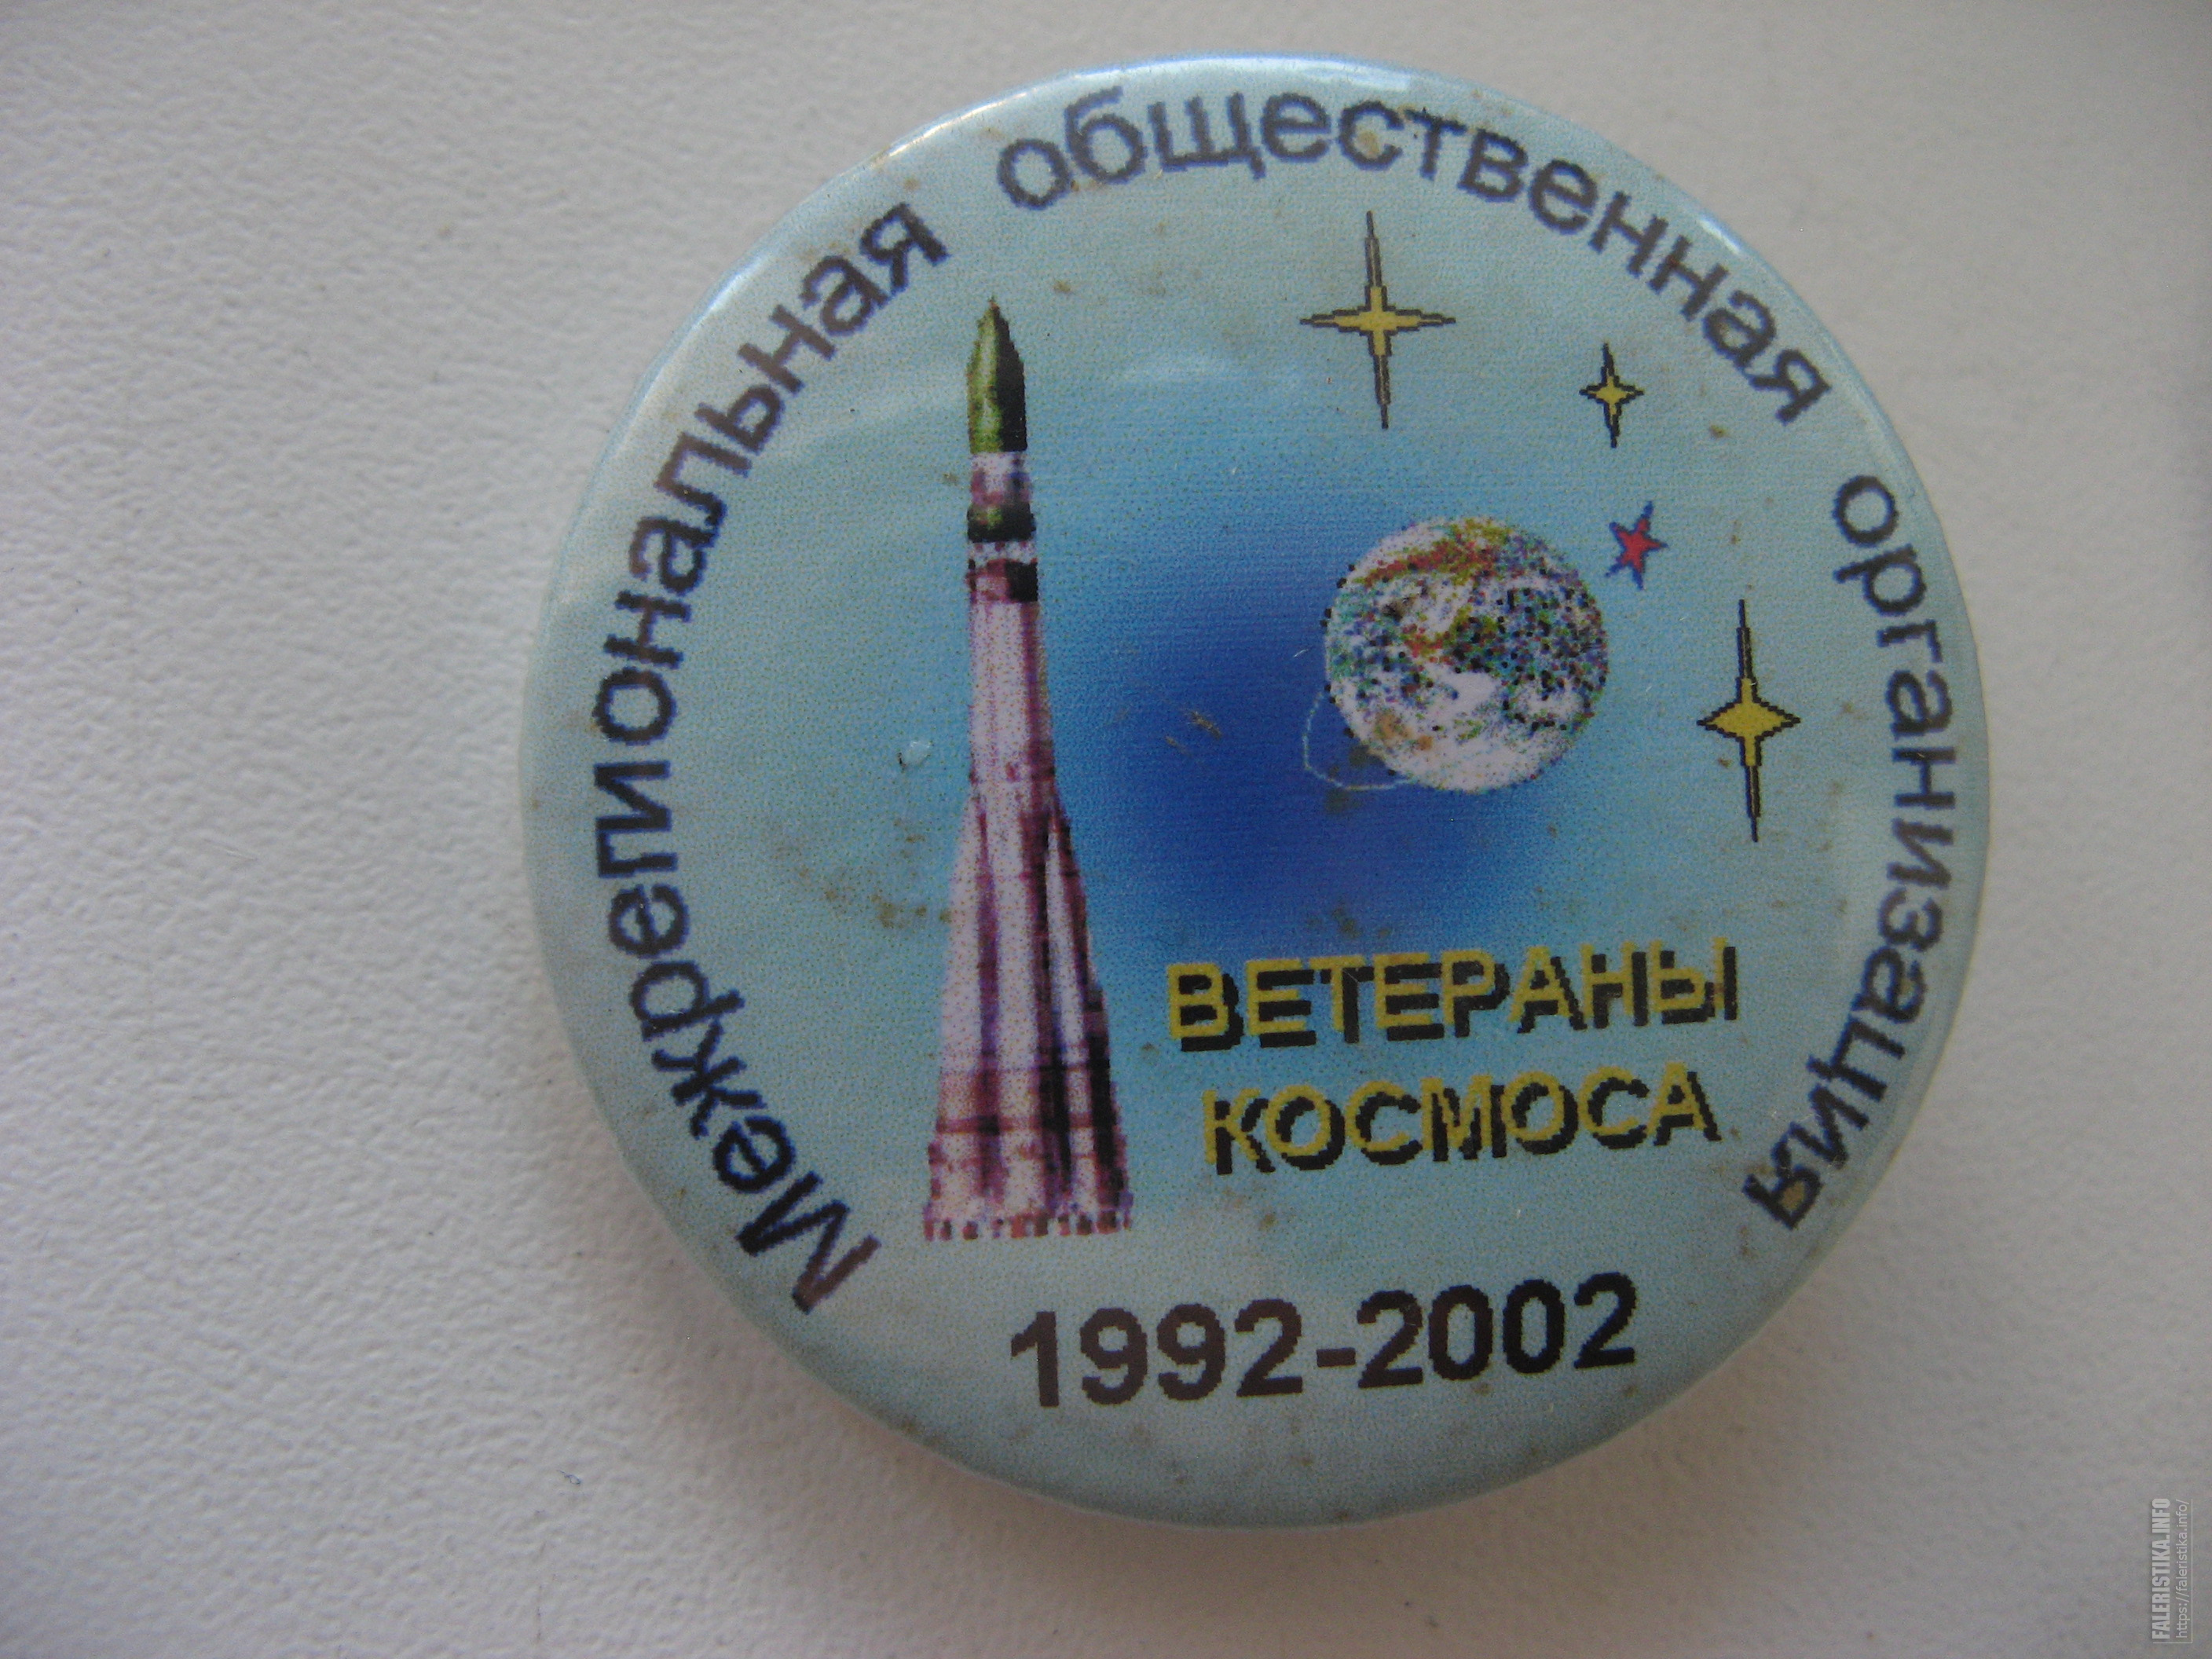 Межрегиональная общественная организация
ВЕТЕРАНЫ
КОСМОСА
1992-2002
FALERISTIKA.INFO
https://faleristika.info/